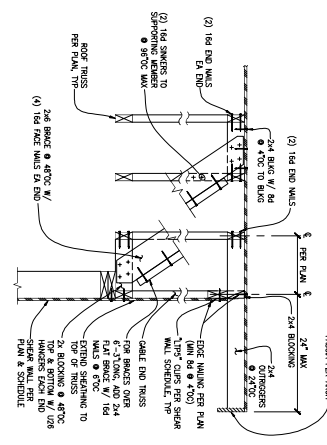 (2) 16d END NAILS
EA END
(2) 16d SINKERS TO
SUPPORTING MEMBER
@ 96"OC MAX
ROOF TRUSS
PER PLAN, TYP
2x6 BRACE @ 48"OC W/
(4) 16d FACE NAILS EA END
2x4 BLKG W/ 8d
@ 4"OC TO BLKG
(2) 16d END NAILS
PER PLAN
24" MAX
2x4 BLOCKING
2x4
OUTRIGGERS
@ 24"OC
EDGE NAILING PER PLAN
(MIN 8d @ 4"OC)
"LTP5" CLIPS PER SHEAR
WALL SCHEDULE, TYP
GABLE END TRUSS
FOR BRACES OVER
6'-3"LONG, ADD 2x4
FLAT BRACE W/ 16d
NAILS @ 6"OC
EXTEND SHEATHING TO
TOP OF TRUSS
2x BLOCKING @ 48"OC
TOP & BOTTOM W/ U26
HANGERS EACH END
SHEAR WALL PER
PLAN & SCHEDULE